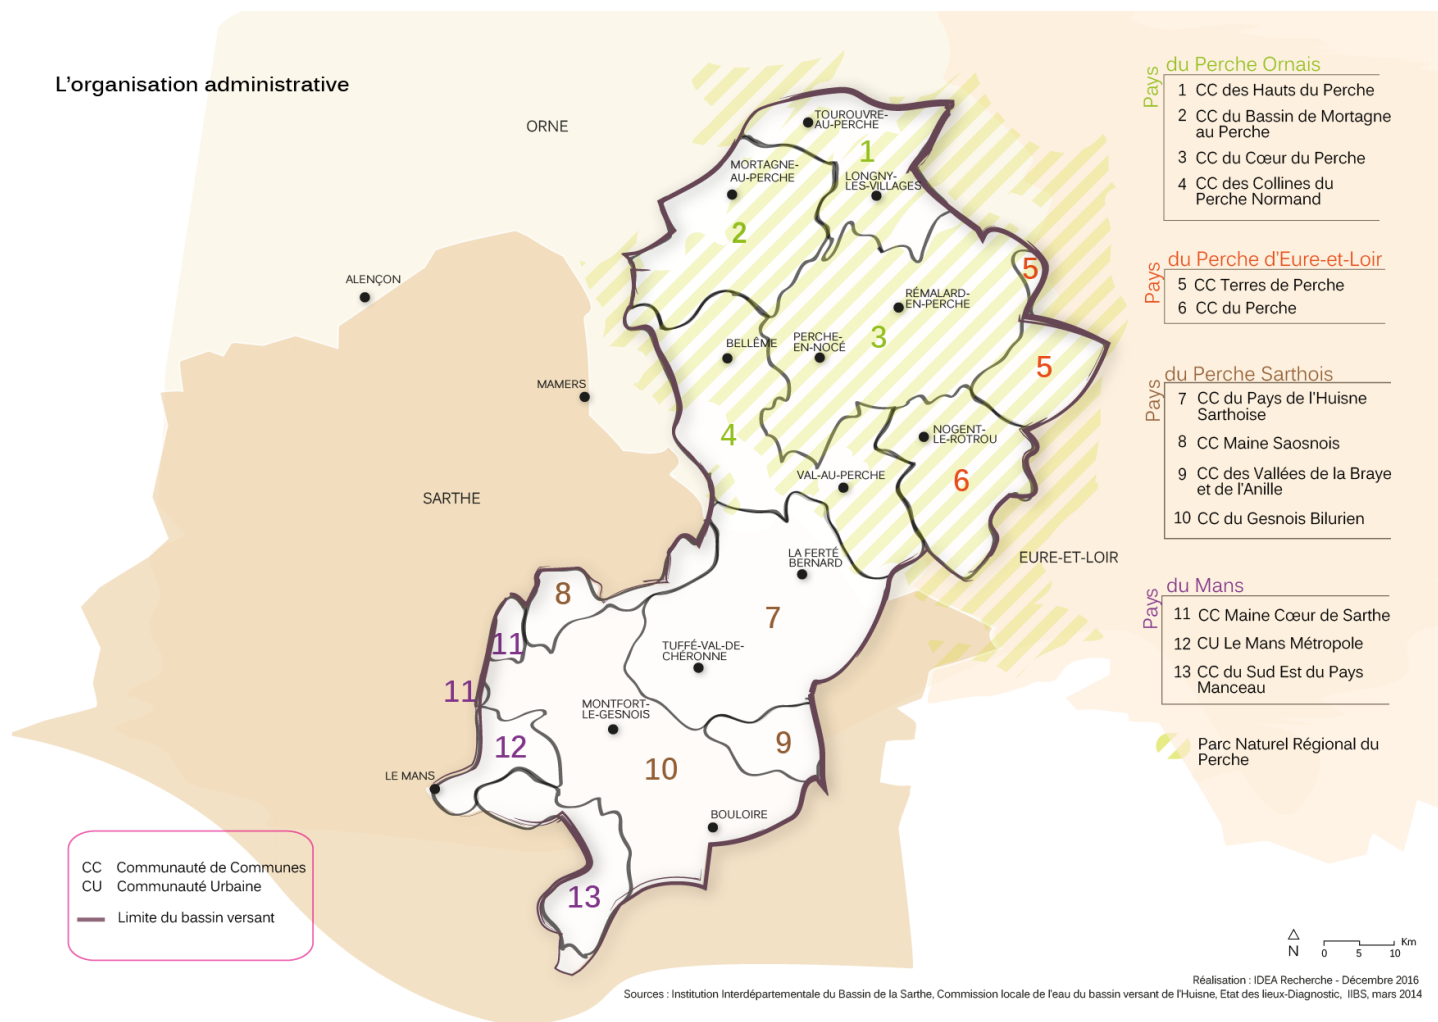 L'organisation administrative
ORNE
TOUROUVRE-
AU-PERCHE
1
MORTAGNE-
AU-PERCHE
LONGNY-
LES-VILLAGES
2
ALENÇON
5
RÉMALARD-
EN-PERCHE
BELLÊME
PERCHE-
EN-NOCÉ
3
5
MAMERS
4
NOGENT-
LE-ROTROU
VAL-AU-PERCHE
6
SARTHE
LA FERTÉ
BERNARD
EURE-ET-LOIR
8
7
11
TUFFÉ-VAL-DE-
CHÉRONNE
11
MONTFORT-
LE-GESNOIS
12
9
10
LE MANS
BOULOIRE
13
Pays du Perche Ornais
1 CC des Hauts du Perche
2 CC du Bassin de Mortagne
au Perche
3 CC du Cœur du Perche
4 CC des Collines du
Perche Normand
Pays du Perche d'Eure-et-Loir
5 CC Terres de Perche
6 CC du Perche
Pays du Perche Sarthois
7 CC du Pays de l'Huisne
Sarthoise
8 CC Maine Saosnois
9 CC des Vallées de la Braye
et de l'Anille
10 CC du Gesnois Bilurien
Pays du Mans
11 CC Maine Cœur de Sarthe
12 CU Le Mans Métropole
13 CC du Sud Est du Pays
Manceau
Parc Naturel Régional du
Perche
CC Communauté de Communes
CU Communauté Urbaine
Limite du bassin versant
N
0 5 10 Km
Réalisation : IDEA Recherche - Décembre 2016
Sources : Institution Interdépartementale du Bassin de la Sarthe, Commission locale de l'eau du bassin versant de l'Huisne, Etat des lieux-Diagnostic, IIBS, mars 2014